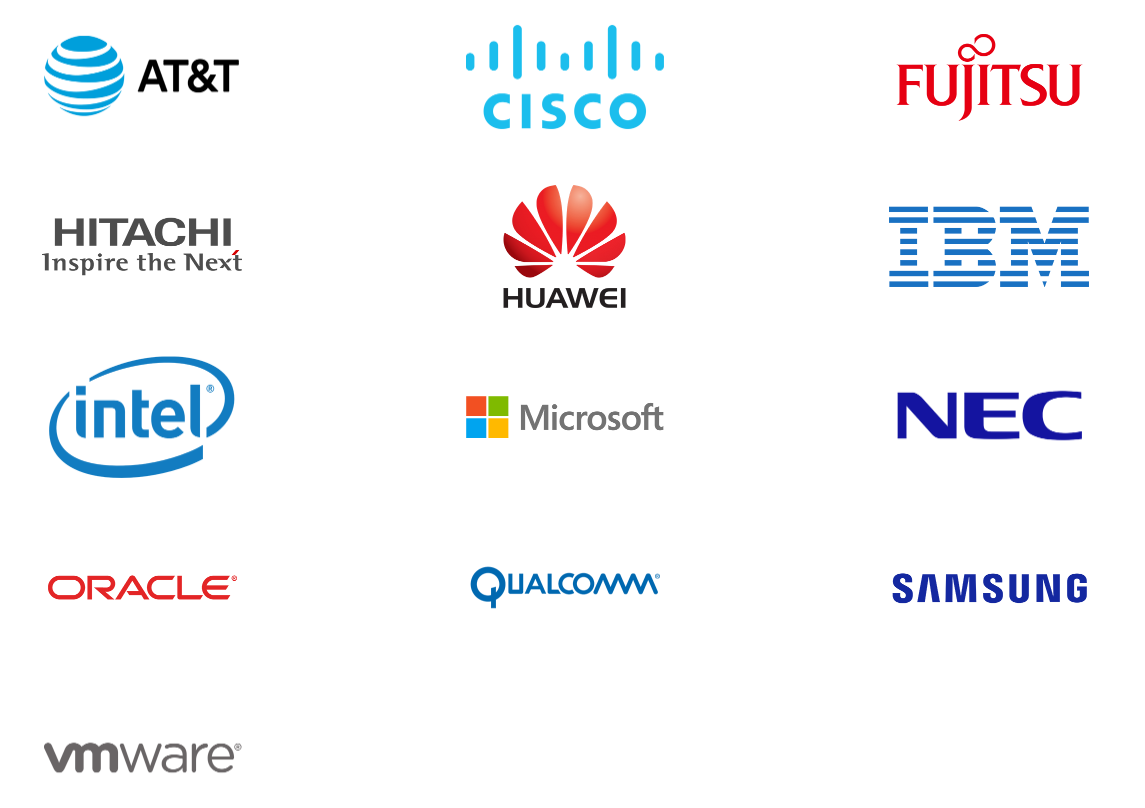 AT&T
CISCO
FUJITSU
HITACHI
Inspire the Next
HUAWEI
IBM
intel®
Microsoft
NEC
ORACLE®
QUALCOMM®
SAMSUNG
vmware®